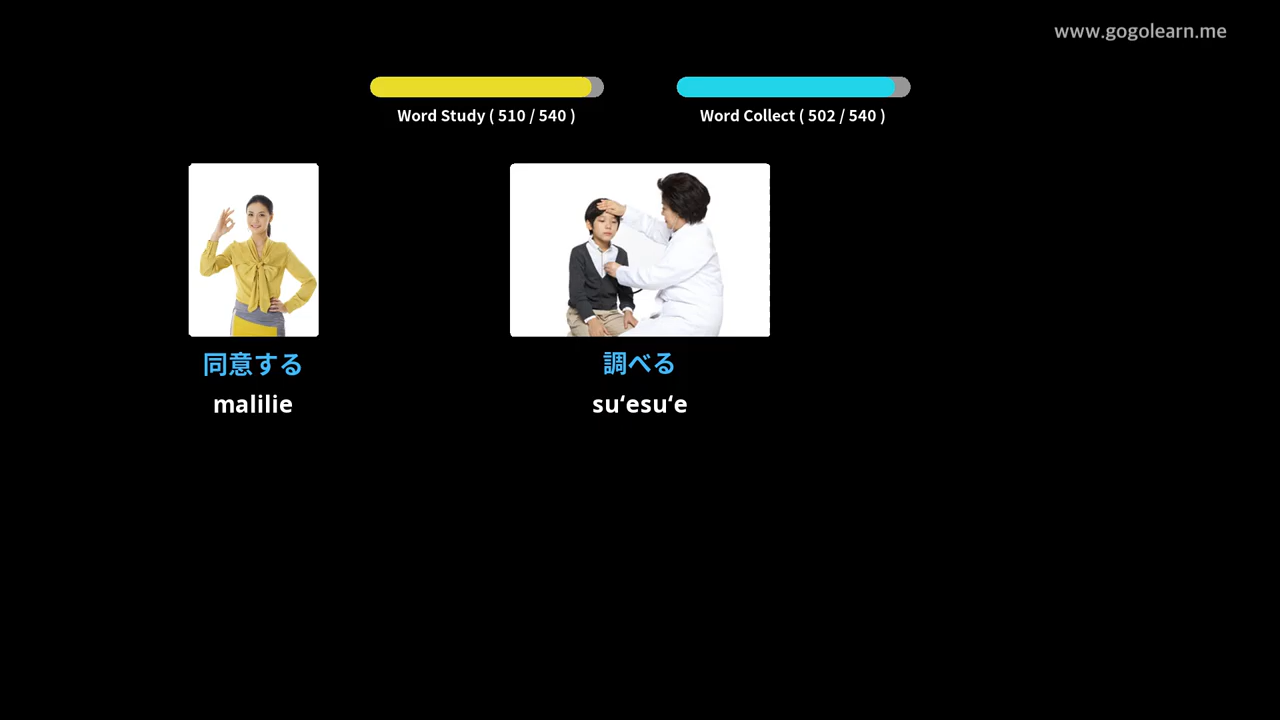 www.gogolearn.me
Word Study ( 510 / 540 )
Word Collect ( 502 / 540 )
同意する
malilie
調べる
su‘esu‘e